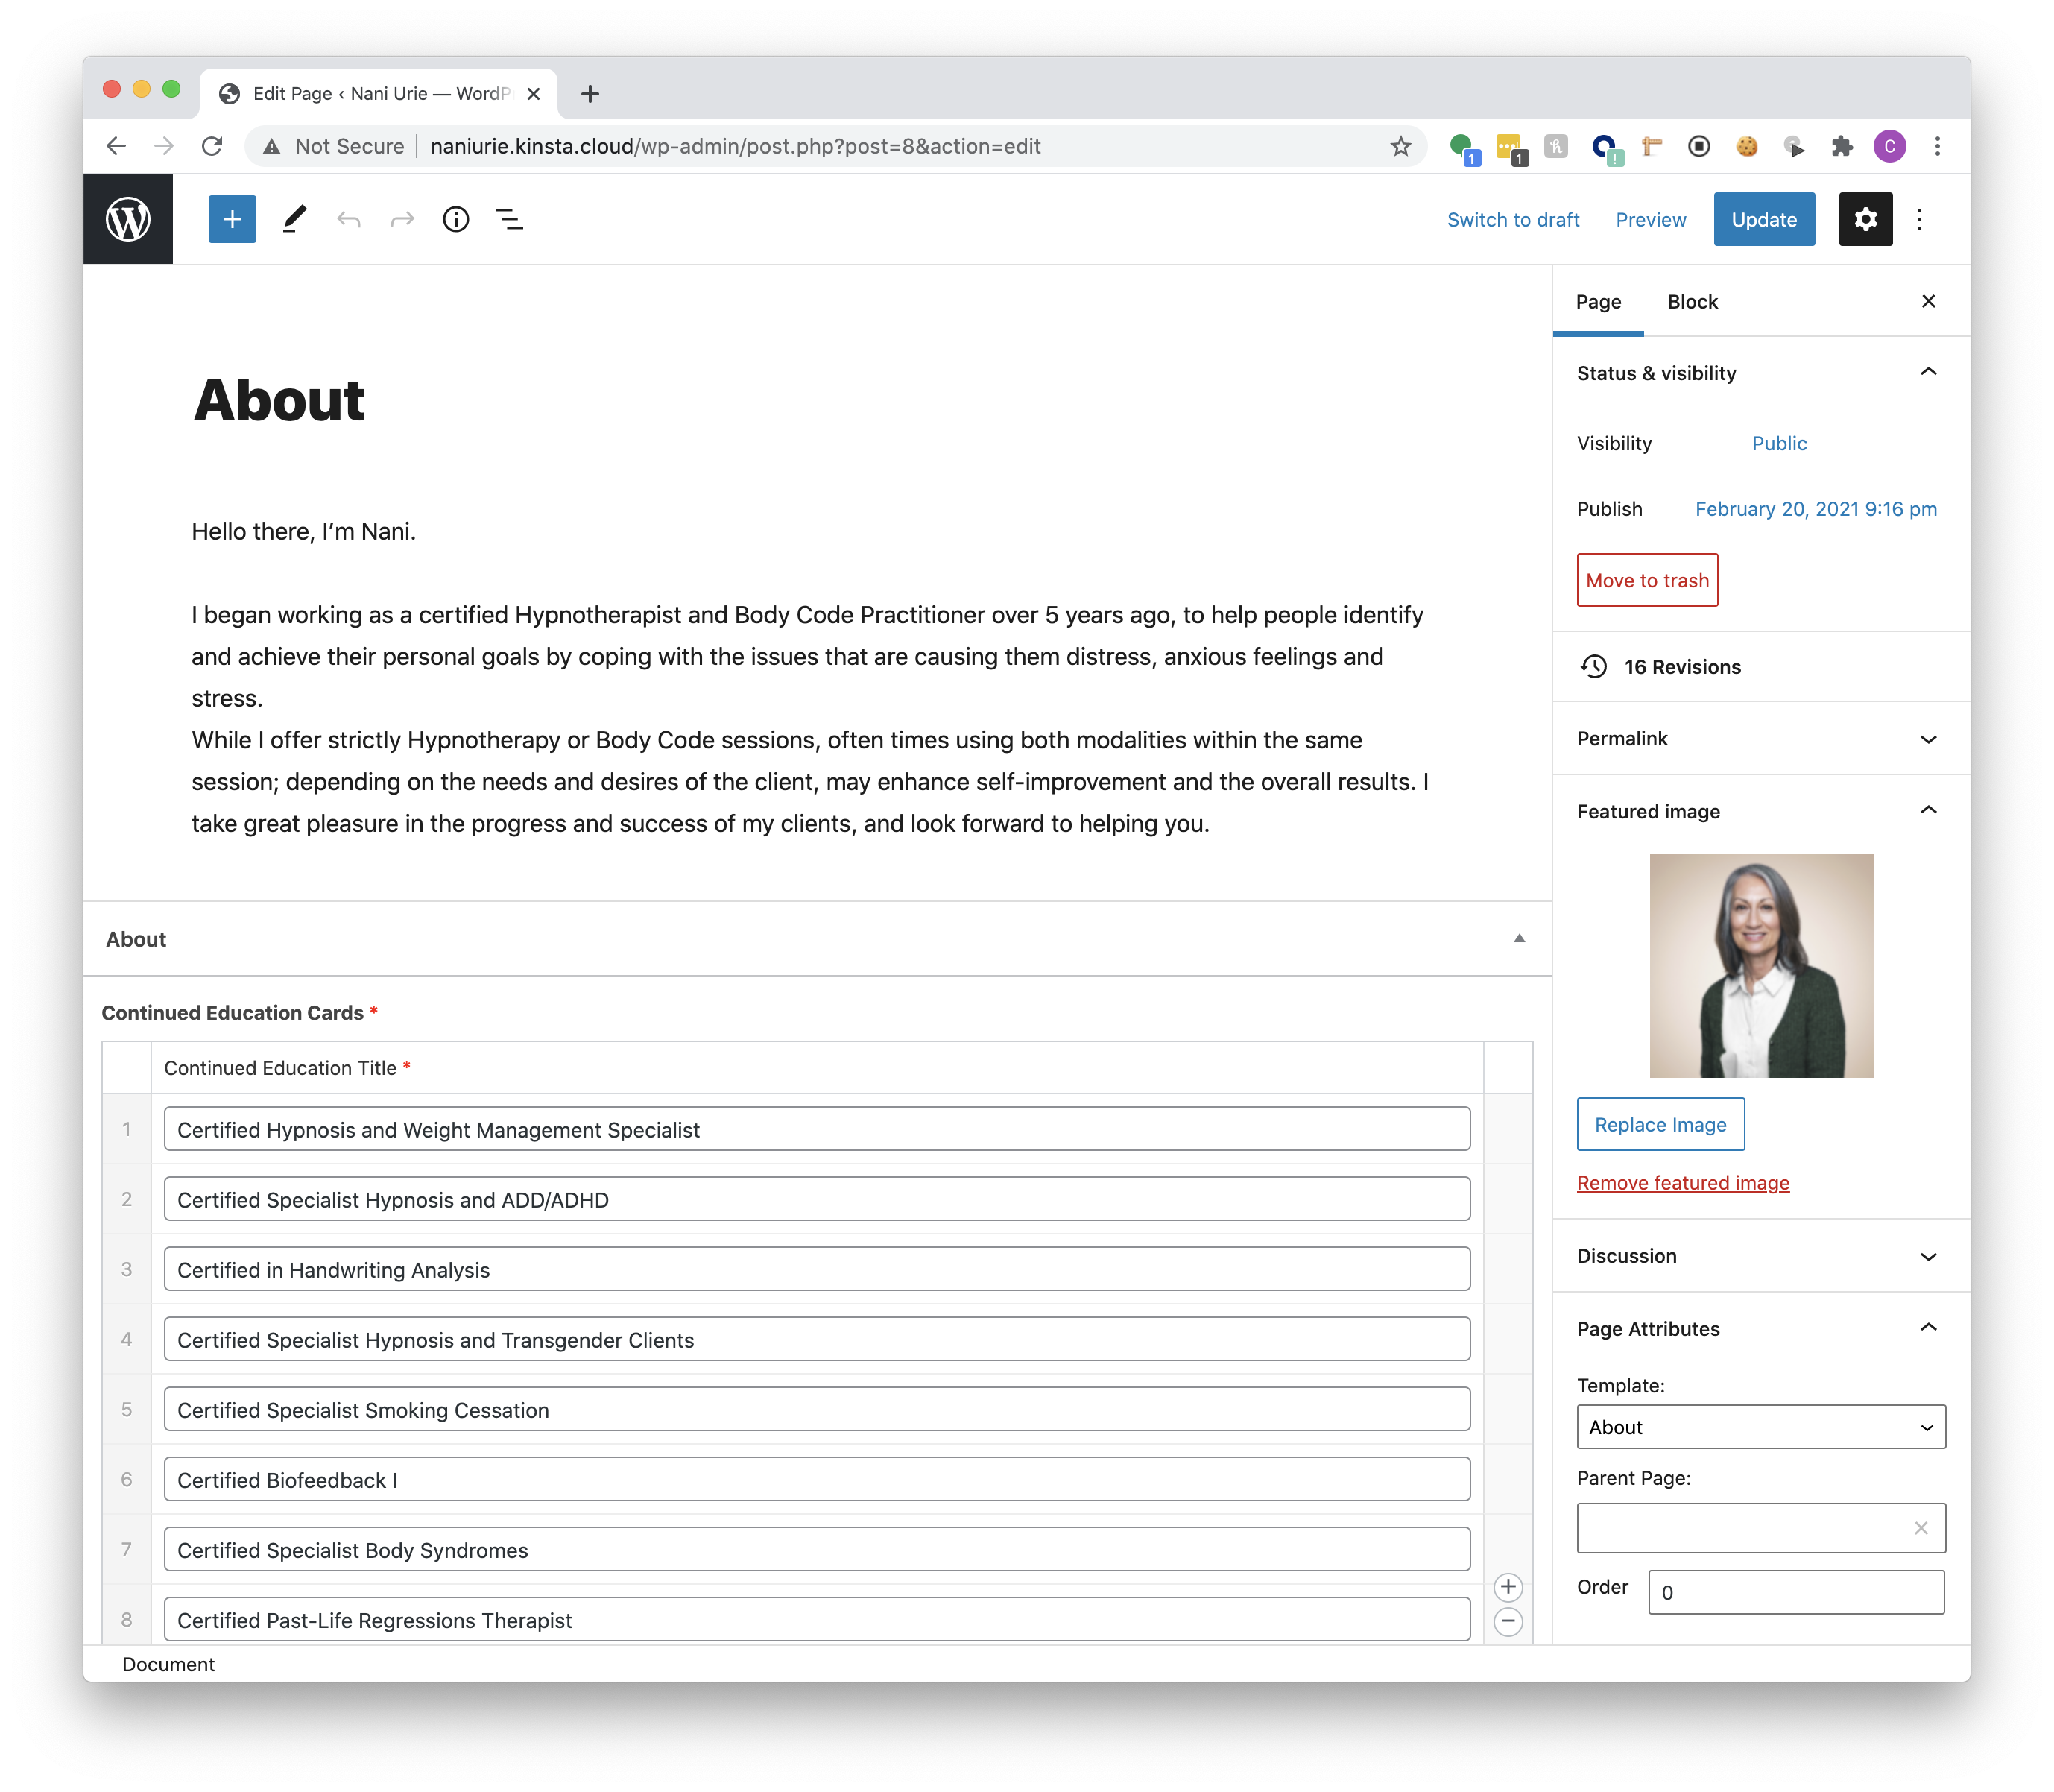 Edit Page ‹ Nani Urie — WordP
Not Secure
naniurie.kinsta.cloud/wp-admin/post.php?post=8&action=edit
1
1
!
C
Switch to draft
Preview
Update
Page
Block
About
Hello there, I’m Nani.
I began working as a certified Hypnotherapist and Body Code Practitioner over 5 years ago, to help people identify
and achieve their personal goals by coping with the issues that are causing them distress, anxious feelings and
stress.
While I offer strictly Hypnotherapy or Body Code sessions, often times using both modalities within the same
session; depending on the needs and desires of the client, may enhance self-improvement and the overall results. I
take great pleasure in the progress and success of my clients, and look forward to helping you.
About
Continued Education Cards *
Continued Education Title *
1 Certified Hypnosis and Weight Management Specialist
2 Certified Specialist Hypnosis and ADD/ADHD
3 Certified in Handwriting Analysis
4 Certified Specialist Hypnosis and Transgender Clients
5 Certified Specialist Smoking Cessation
6 Certified Biofeedback I
7 Certified Specialist Body Syndromes
8 Certified Past-Life Regressions Therapist
Document
Status & visibility
Visibility Public
Publish February 20, 2021 9:16 pm
Move to trash
16 Revisions
Permalink
Featured image
Replace Image
Remove featured image
Discussion
Page Attributes
Template:
About
Parent Page:
Order 0